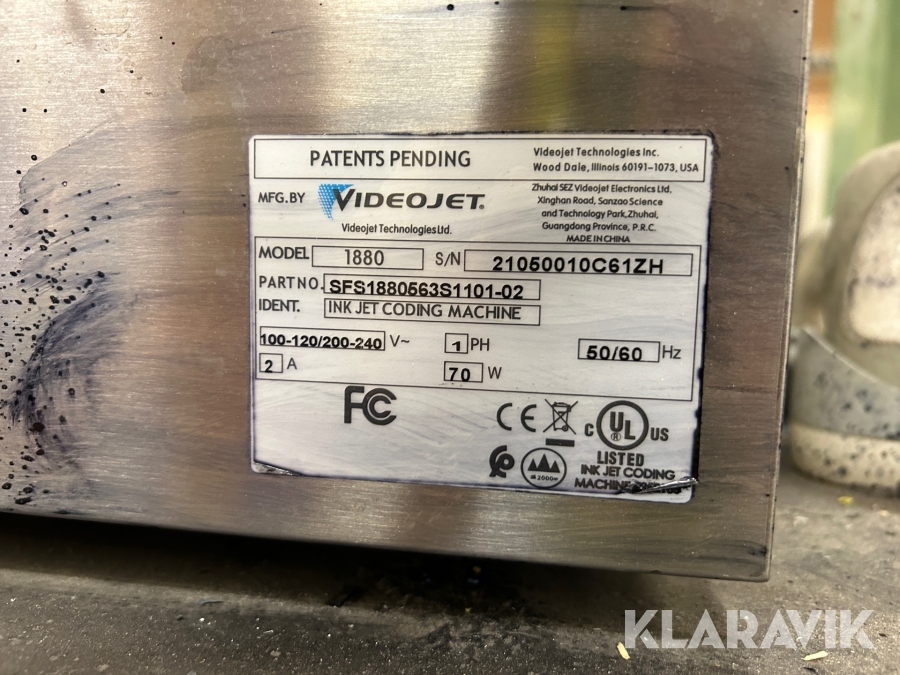 PATENTS PENDING
Videojet Technologies Inc.
Wood Dale, Illinois 60191-1073, USA
MFG.BY VIDEOJET.
Videojet Technologies Ltd.
Zhuhai SEZ Videojet Electronics Ltd.
Xinghan Road, Sanzao Science
and Technology Park, Zhuhai,
Guangdong Province, P.R.C.
MADE IN CHINA
MODEL 1880 S/N 21050010C61ZH
PART NO. SFS1880563S1101-02
IDENT. INK JET CODING MACHINE
100-120/200-240 V~ 1 PH 50/60 Hz
2 A 70 W
FC
CE
C UL US
®
LISTED
INK JET CODING
MACHINE
KLARAVIK